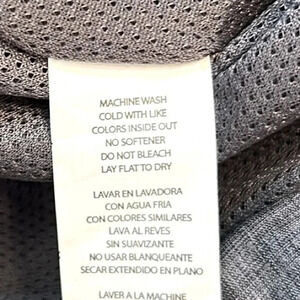 MACHINE WASH
COLD WITH LIKE
COLORS INSIDE OUT
NO SOFTENER
DO NOT BLEACH
LAY FLAT TO DRY
LAVAR EN LAVADORA
CON AGUA FRIA
CON COLORES SIMILARES
LAVA AL REVES
SIN SUAVIZANTE
NO USAR BLANQUEANTE
SECAR EXTENDIDO EN PLANO
LAVER A LA MACHINE